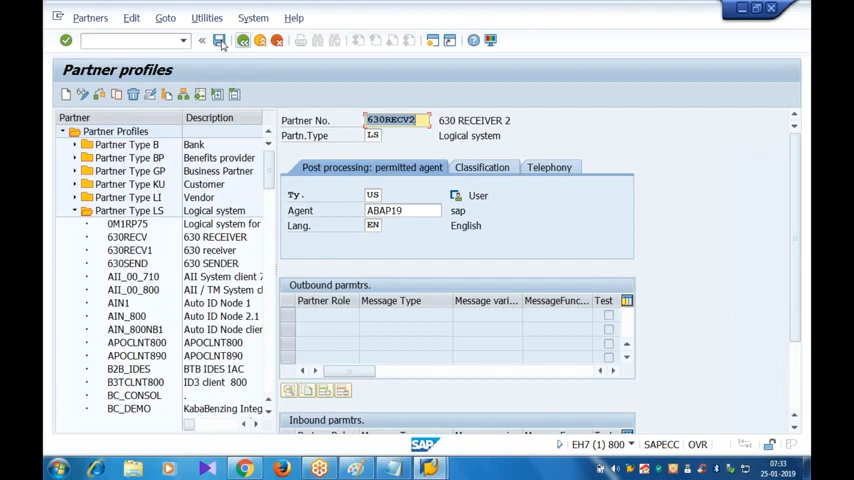 Partners Edit Goto Utilities System Help
Partner profiles
Partner Description
Partner Profiles
Partner Type B Bank
Partner Type BP Benefits provider
Partner Type GP Business Partner
Partner Type KU Customer
Partner Type LI Vendor
Partner Type LS Logical system
0M1RP75 Logical system for
630RECV 630 RECEIVER
630RECV1 630 receiver
630SEND 630 SENDER
AII_00_710 AII System client 7
AII_00_800 AII / TM System cl
AIN1 Auto ID Node 1
AIN_800 Auto ID Node 2.1
AIN_800NB1 Auto ID Node clien
APOCLNT800 APOCLNT800
APOCLNT890 APOCLNT890
B2B_IDES BTB IDES IAC
B3TCLNT800 ID3 client 800
BC_CONSOL .
BC_DEMO KabaBenzing Integ
Partner No. 630RECV2 630 RECEIVER 2
Partn.Type LS Logical system
Post processing: permitted agent Classification Telephony
Ty. US User
Agent ABAP19 sap
Lang. EN English
Outbound parmtrs.
Partner Role Message Type Message vari... MessageFunc... Test
Inbound parmtrs.
SAP
EH7 (1) 800 SAPECC OVR
07:33
25-01-2019